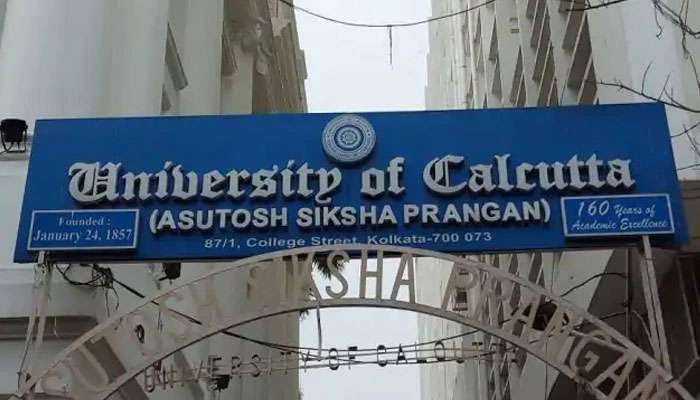 University of Calcutta
(ASUTOSH SIKSHA PRANGAN)
87/1, College Street, Kolkata-700 073
Founded :
January 24, 1857
160 Years of
Academic Excellence
ASUTOSH SIKSHA PRANGAN
UNIVERSITY OF CALCUTTA